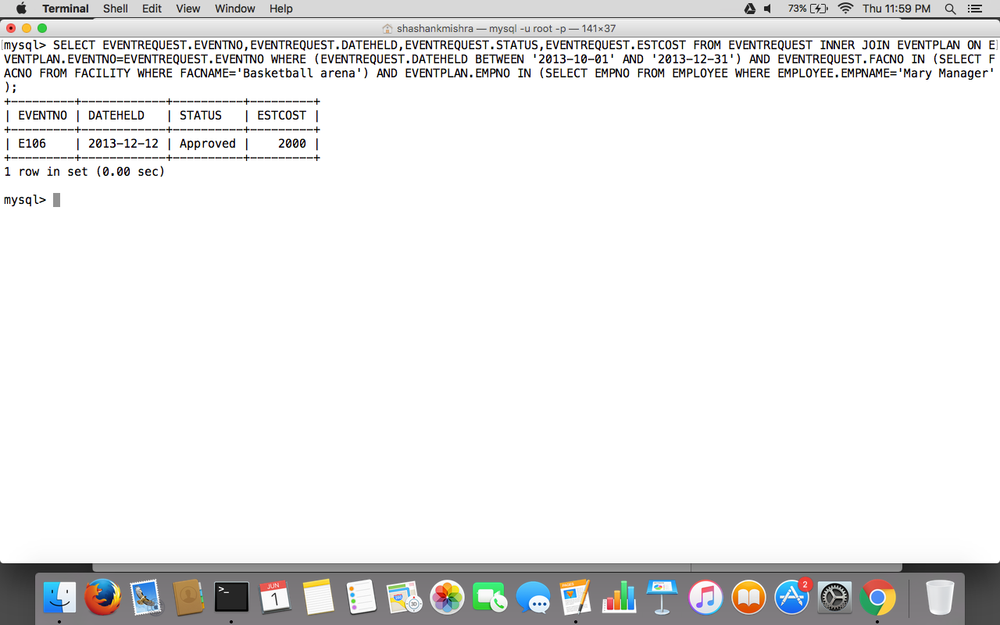 Terminal Shell Edit View Window Help 73% Thu 11:59 PM
shashankmishra — mysql -u root -p — 141×37
mysql> SELECT EVENTREQUEST.EVENTNO,EVENTREQUEST.DATEHELD,EVENTREQUEST.STATUS,EVENTREQUEST.ESTCOST FROM EVENTREQUEST INNER JOIN EVENTPLAN ON E
VENTPLAN.EVENTNO=EVENTREQUEST.EVENTNO WHERE (EVENTREQUEST.DATEHELD BETWEEN '2013-10-01' AND '2013-12-31') AND EVENTREQUEST.FACNO IN (SELECT F
ACNO FROM FACILITY WHERE FACNAME='Basketball arena') AND EVENTPLAN.EMPNO IN (SELECT EMPNO FROM EMPLOYEE WHERE EMPLOYEE.EMPNAME='Mary Manager'
);
+---------+------------+----------+---------+
| EVENTNO | DATEHELD   | STATUS   | ESTCOST |
+---------+------------+----------+---------+
| E106    | 2013-12-12 | Approved |    2000 |
+---------+------------+----------+---------+
1 row in set (0.00 sec)
mysql>
>_
JUN
1
PAGES
3D
2